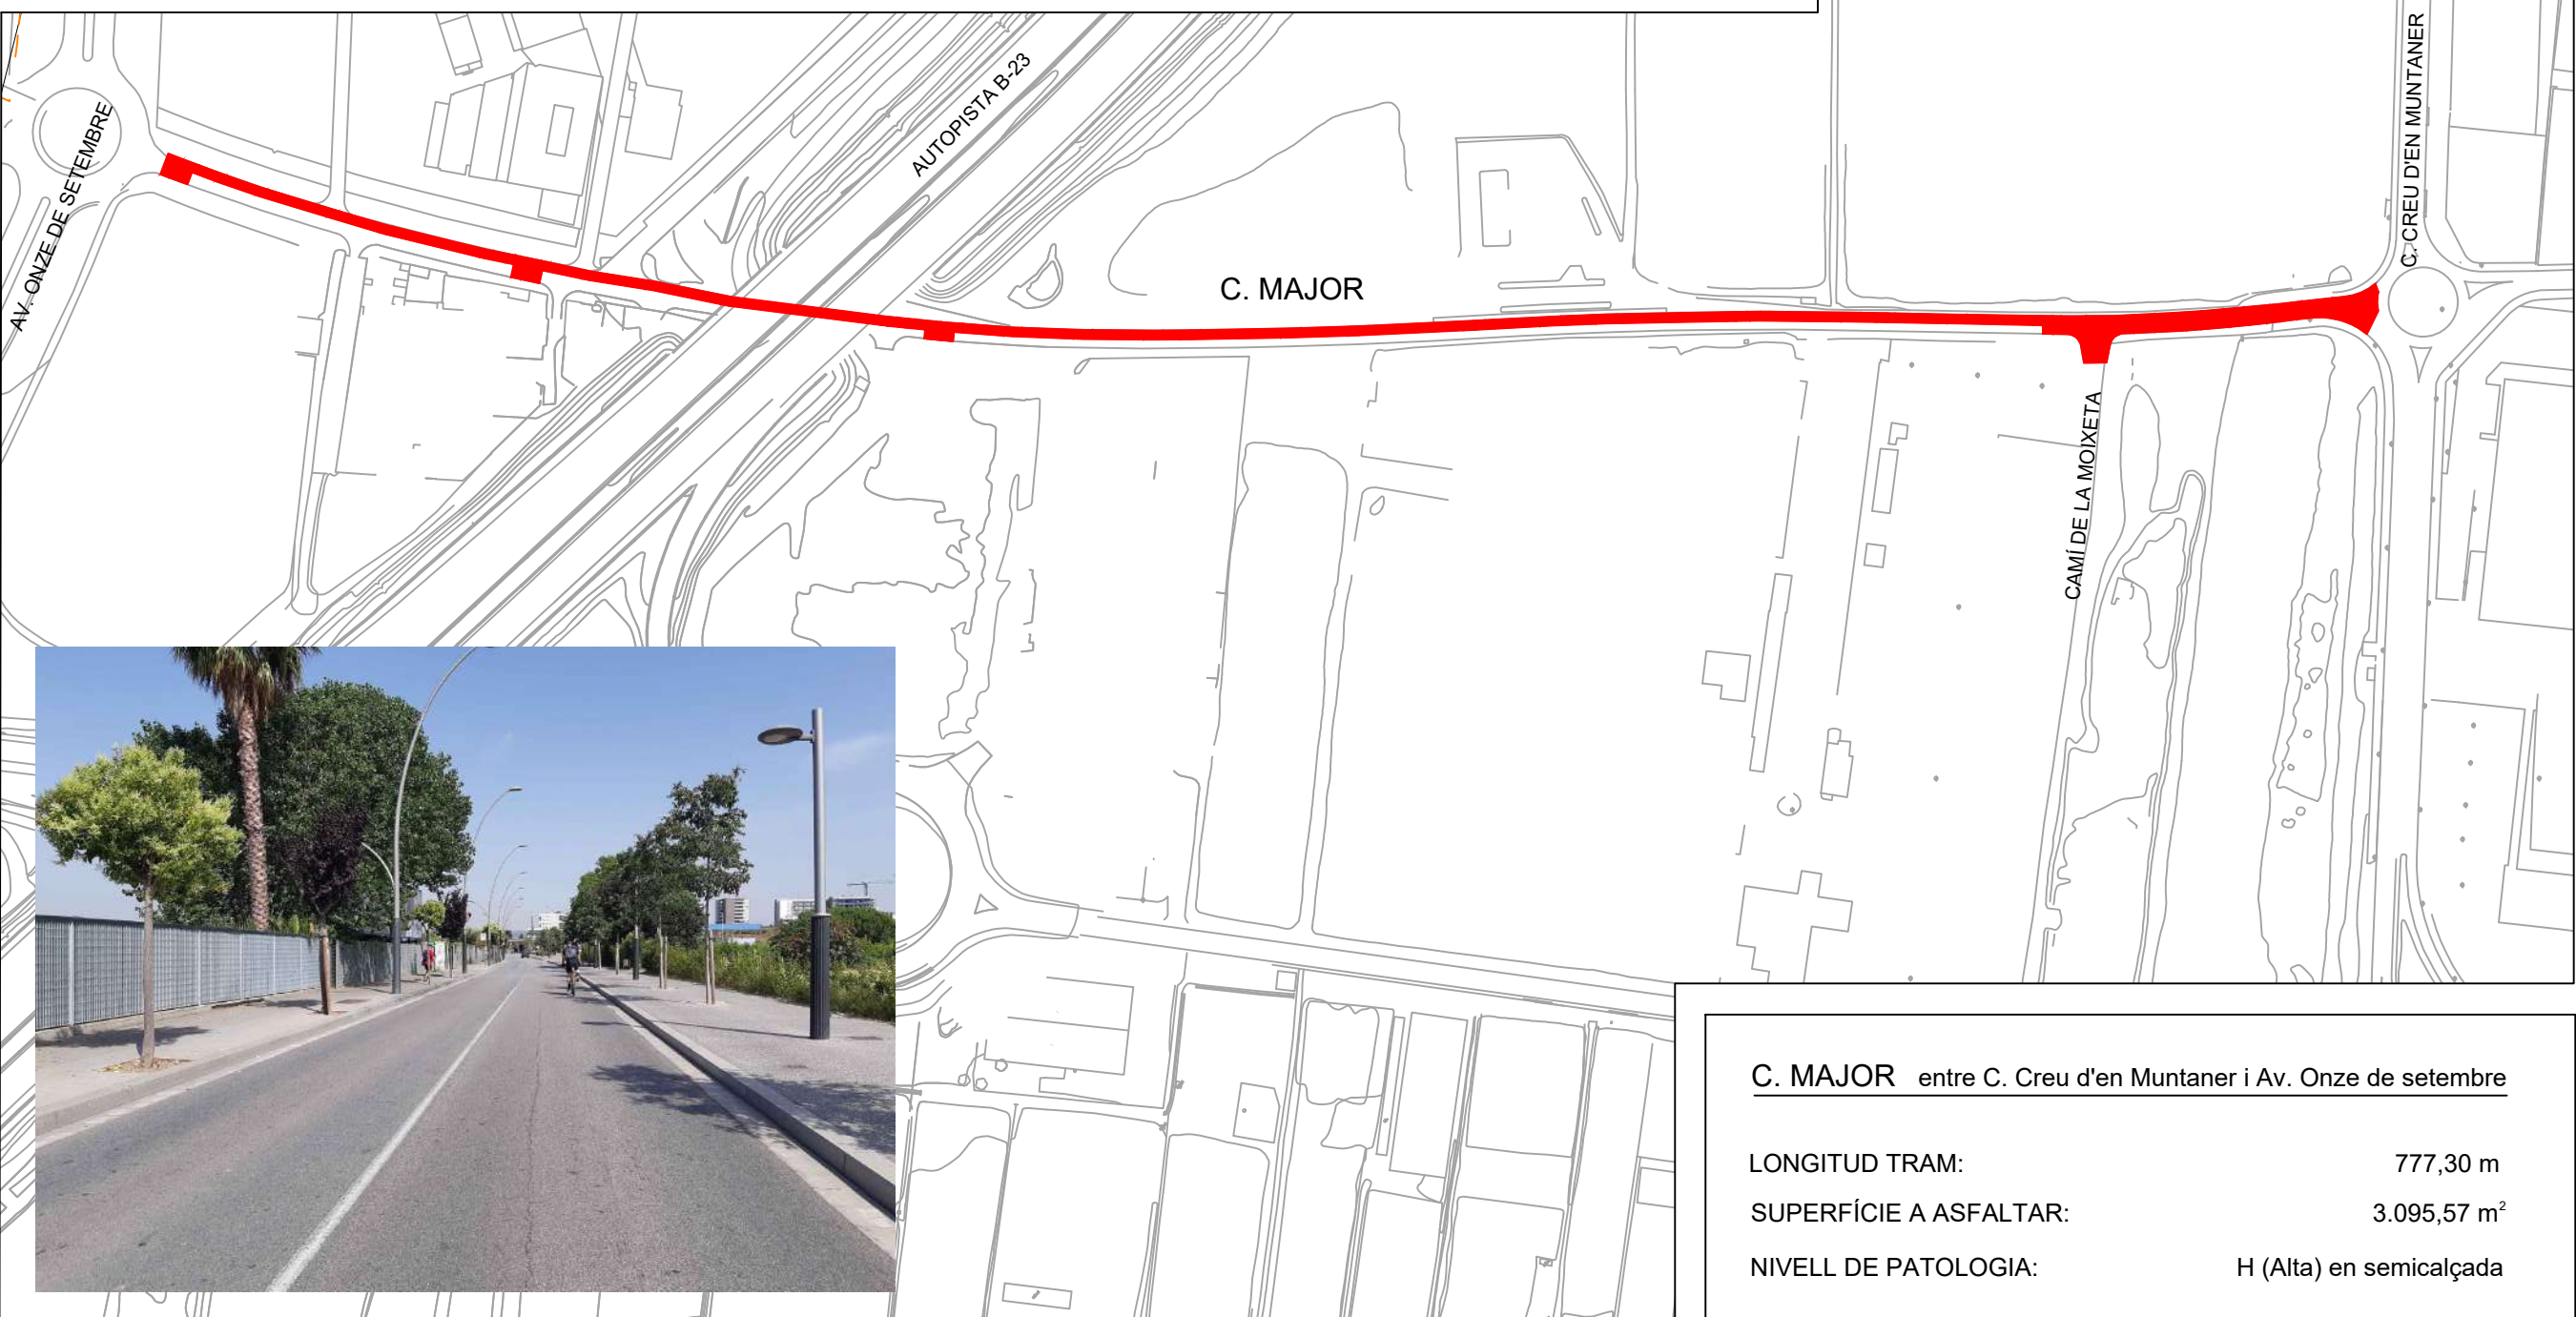 AV. ONZE DE SETEMBRE
AUTOPISTA B-23
C. MAJOR
C. CREU D'EN MUNTANER
CAMÍ DE LA MOIXETA
C. MAJOR entre C. Creu d'en Muntaner i Av. Onze de setembre
LONGITUD TRAM: 777,30 m
SUPERFÍCIE A ASFALTAR: 3.095,57 m²
NIVELL DE PATOLOGIA: H (Alta) en semicalçada